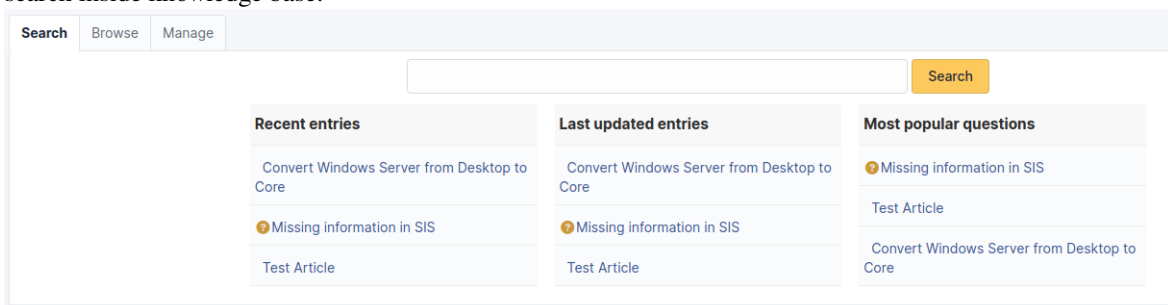 search inside knowledge base.
Search Browse Manage
Search
Recent entries
Convert Windows Server from Desktop to
Core
Missing information in SIS
Test Article
Last updated entries
Convert Windows Server from Desktop to
Core
Missing information in SIS
Test Article
Most popular questions
Missing information in SIS
Test Article
Convert Windows Server from Desktop to
Core